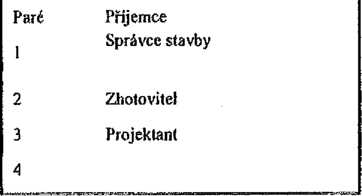 Paré Příjemce
1 Správce stavby
2 Zhotovitel
3 Projektant
4